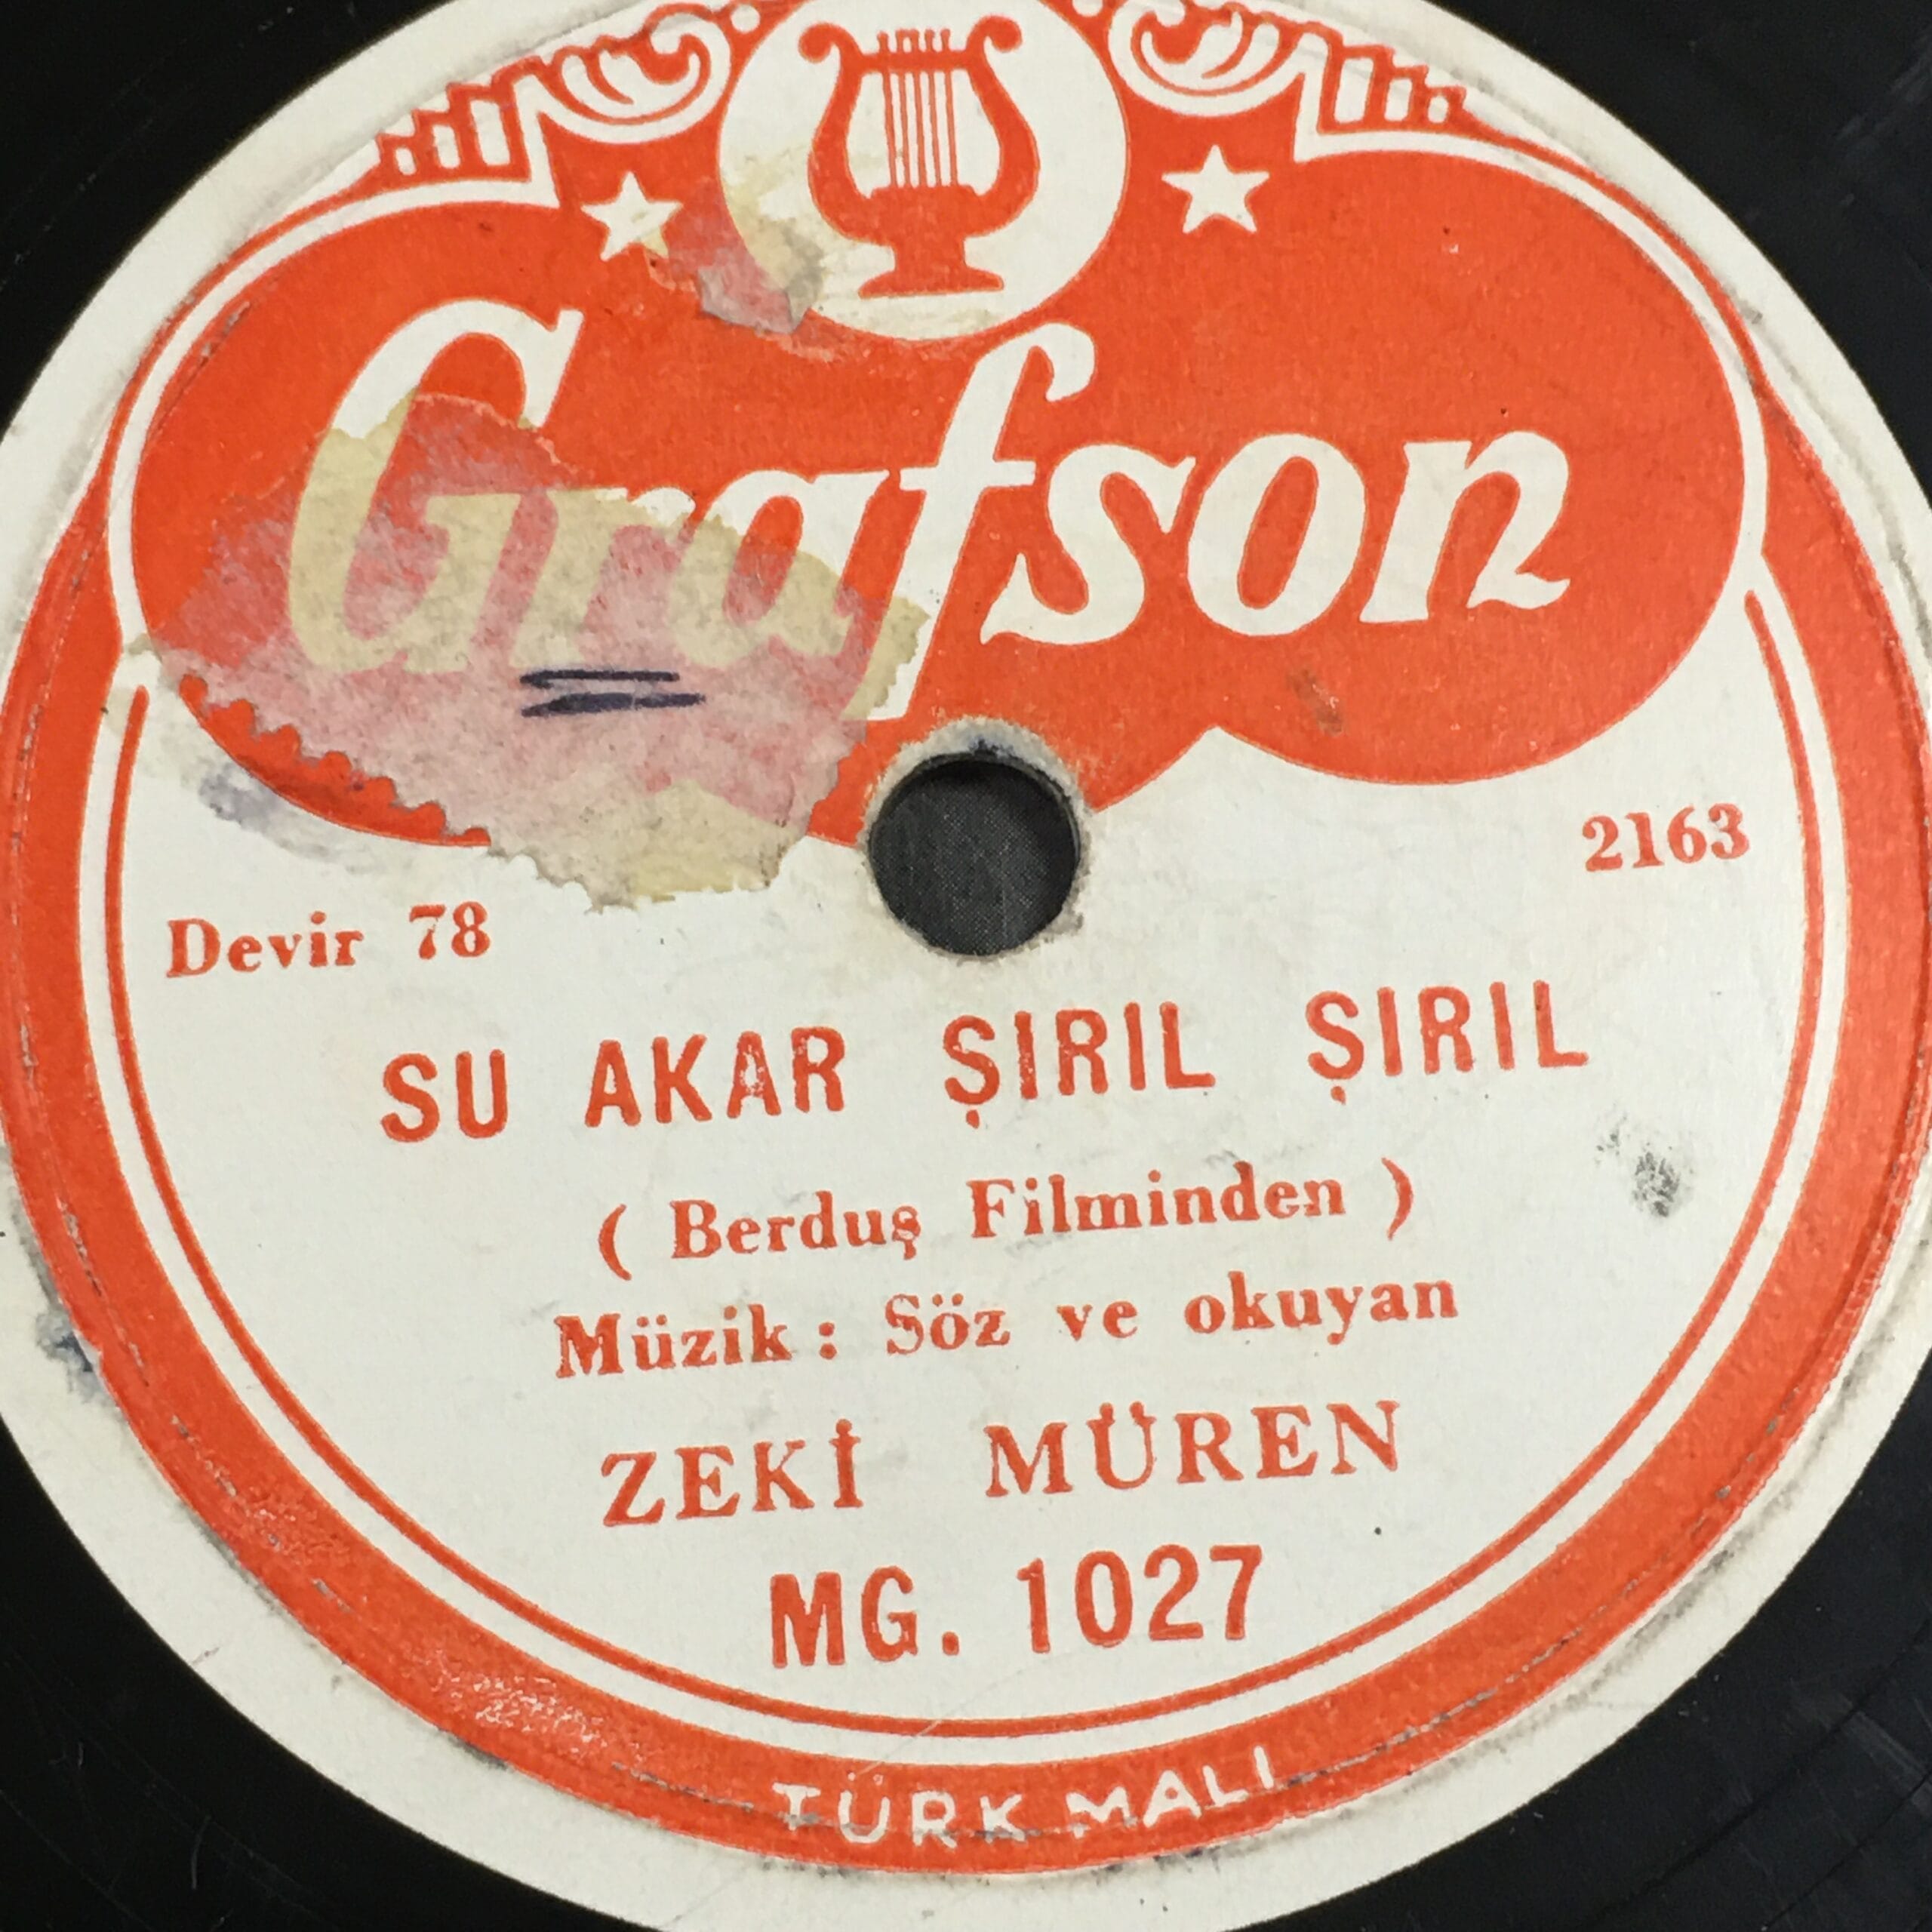 Grafson
2163
Devir 78
SU AKAR ŞIRIL ŞIRIL
( Berduş Filminden )
Müzik: Söz ve okuyan
ZEKİ MÜREN
MG. 1027
TÜRK MALI